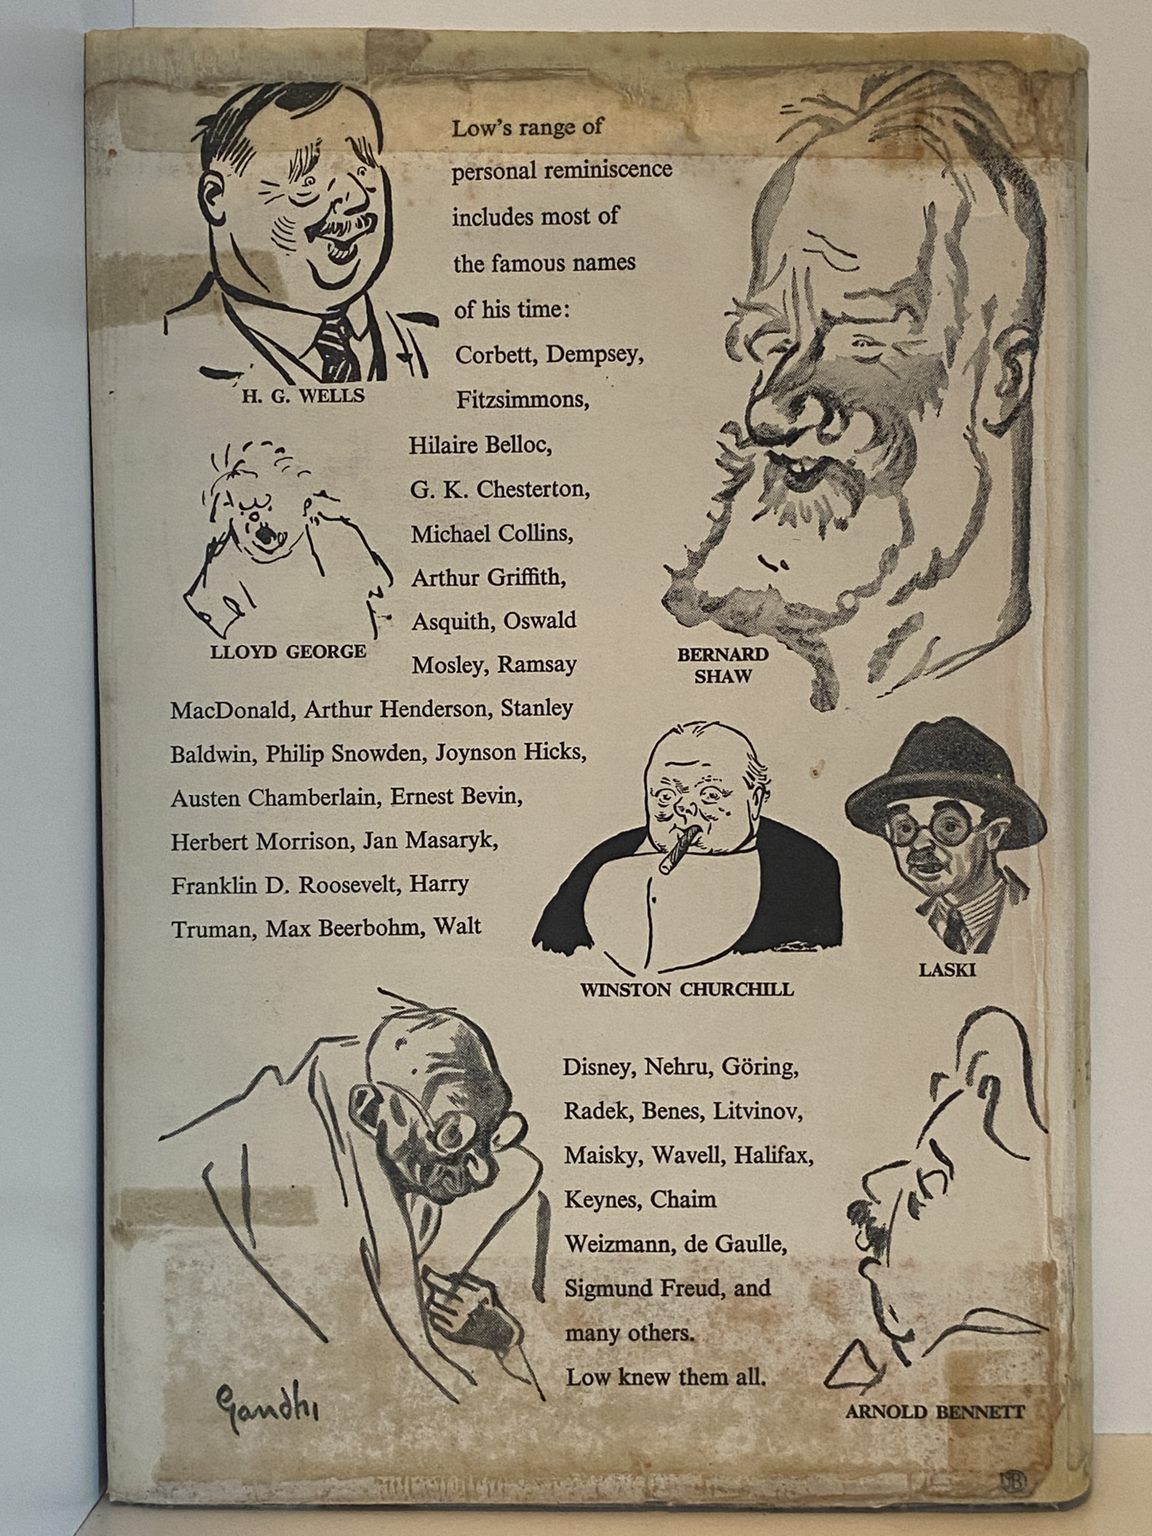 Low's range of
personal reminiscence
includes most of
the famous names
of his time:
Corbett, Dempsey,
Fitzsimmons,
H. G. WELLS
Hilaire Belloc,
G. K. Chesterton,
Michael Collins,
Arthur Griffith,
Asquith, Oswald
Mosley, Ramsay
LLOYD GEORGE
BERNARD
SHAW
MacDonald, Arthur Henderson, Stanley
Baldwin, Philip Snowden, Joynson Hicks,
Austen Chamberlain, Ernest Bevin,
Herbert Morrison, Jan Masaryk,
Franklin D. Roosevelt, Harry
Truman, Max Beerbohm, Walt
WINSTON CHURCHILL
LASKI
Disney, Nehru, Göring,
Radek, Benes, Litvinov,
Maisky, Wavell, Halifax,
Keynes, Chaim
Weizmann, de Gaulle,
Sigmund Freud, and
many others.
Low knew them all.
Gandhi
ARNOLD BENNETT